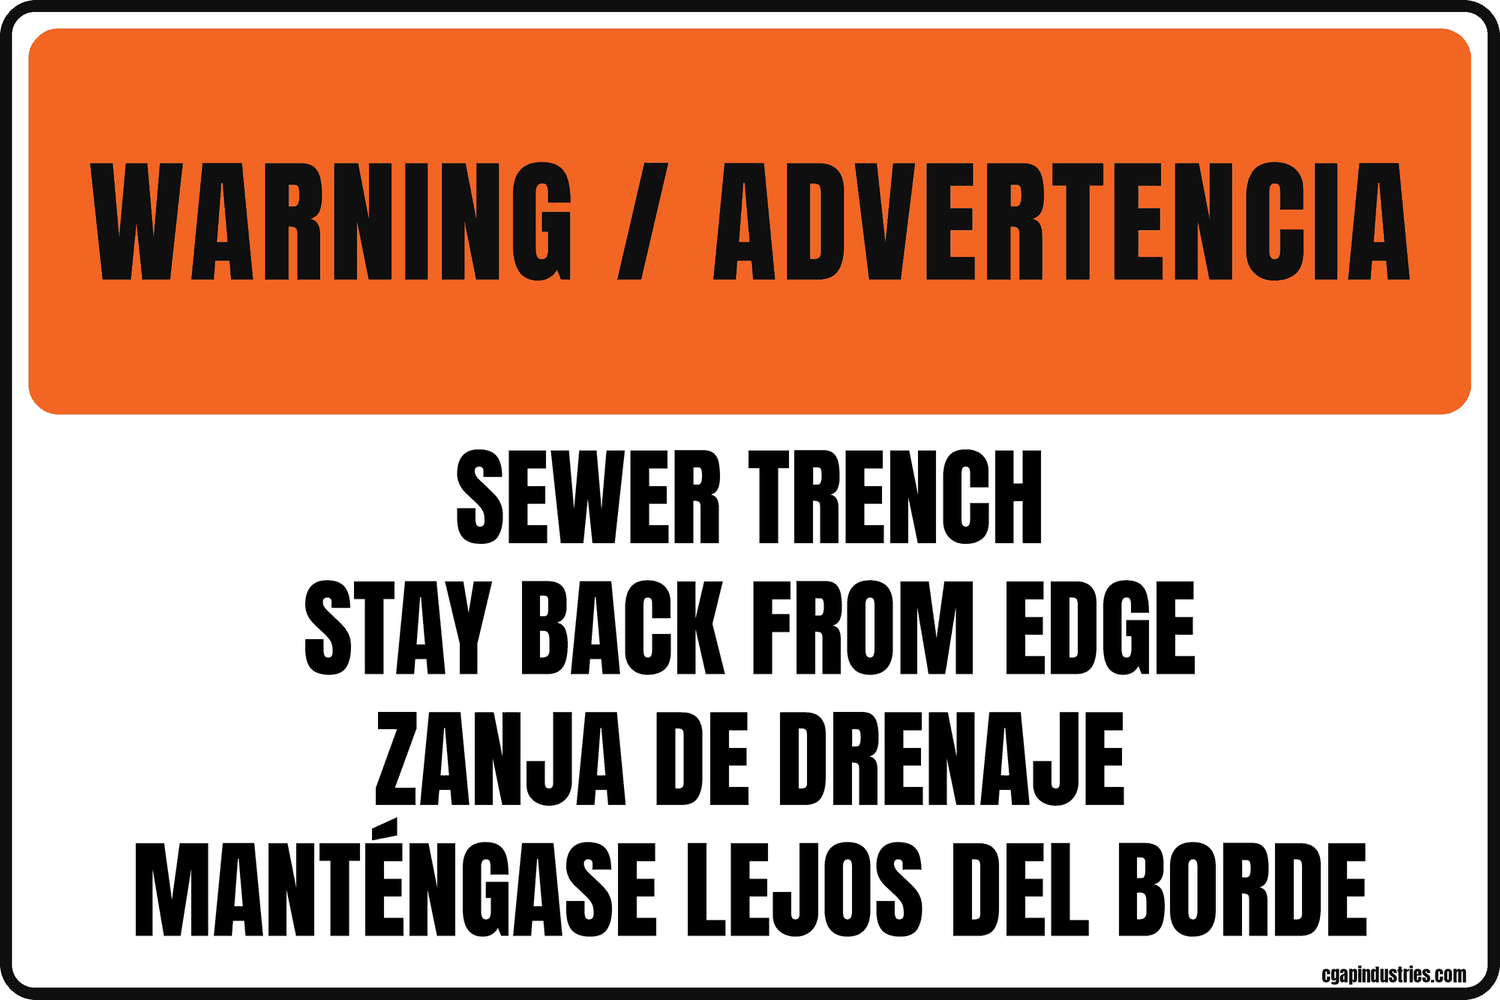 WARNING / ADVERTENCIA
SEWER TRENCH
STAY BACK FROM EDGE
ZANJA DE DRENAJE
MANTÉNGASE LEJOS DEL BORDE
cgapindustries.com